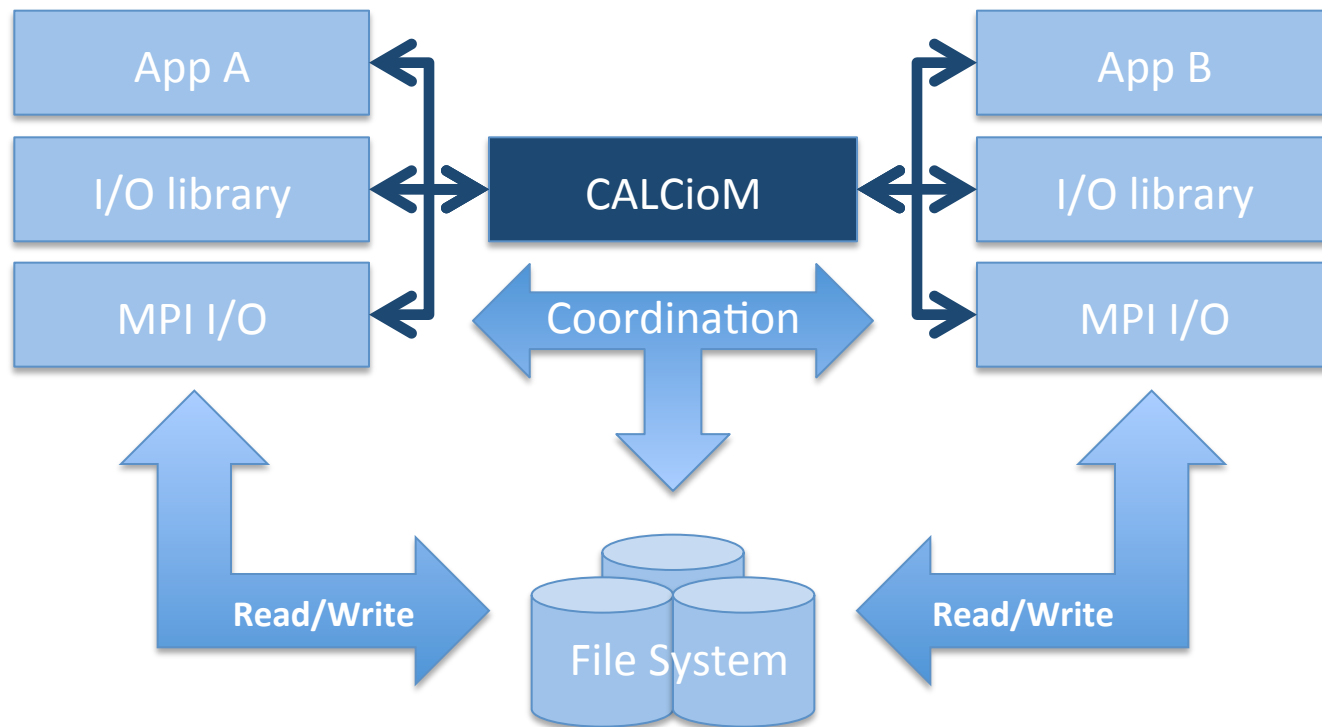 App A
App B
I/O library
CALCioM
I/O library
MPI I/O
Coordination
MPI I/O
Read/Write
Read/Write
File System